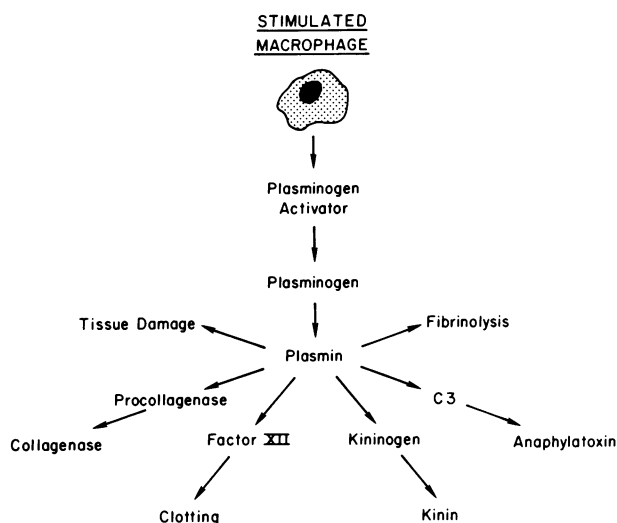 STIMULATED
MACROPHAGE
Plasminogen
Activator
Plasminogen
Tissue Damage
Fibrinolysis
Plasmin
Procollagenase
C3
Collagenase
Factor XII
Kininogen
Anaphylatoxin
Clotting
Kinin